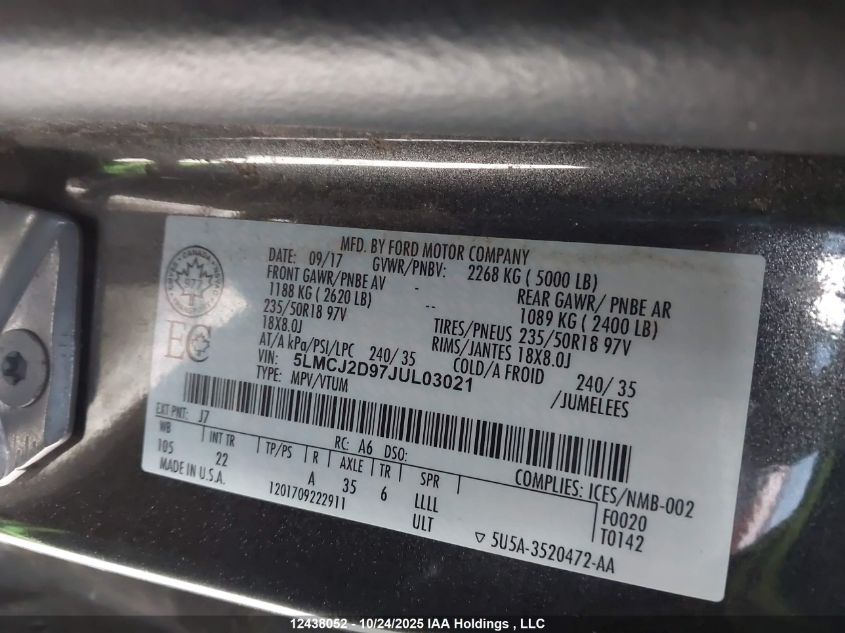 MFD. BY FORD MOTOR COMPANY
DATE: 09/17 GVWR/PNBV: 2268 KG ( 5000 LB)
FRONT GAWR/PNBE AV - REAR GAWR/ PNBE AR
1188 KG ( 2620 LB) -- 1089 KG ( 2400 LB)
235/50R18 97V TIRES/PNEUS 235/50R18 97V
18X8.0J RIMS/JANTES 18X8.0J
AT/A kPa/PSI/LPC 240/ 35 COLD/A FROID 240/ 35
VIN: 5LMCJ2D97JUL03021 /JUMELEES
TYPE: MPV/VTUM
CANADA
977
EC
EXT PNT: J7 RC: A6 DSO:
WB INT TR TP/PS R AXLE TR SPR COMPLIES: ICES/NMB-002
105 22 A 35 6 LLLL F0020
ULT T0142
MADE IN U.S.A. 1201709222911
▽ 5U5A-3520472-AA
12438052 - 10/24/2025 IAA Holdings , LLC